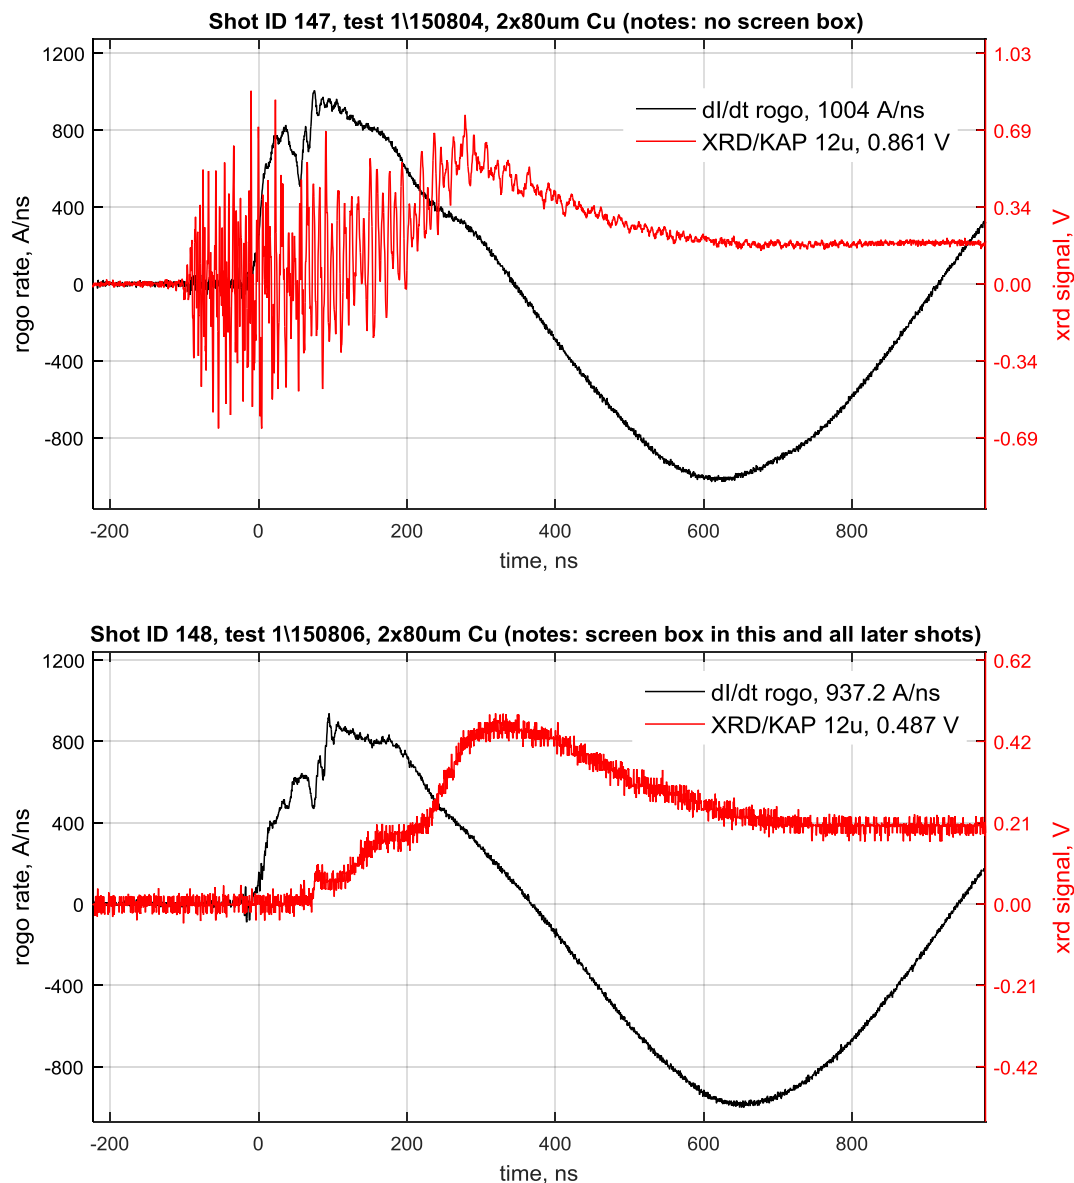 Shot ID 147, test 1\150804, 2x80um Cu (notes: no screen box)
dI/dt rogo, 1004 A/ns
XRD/KAP 12u, 0.861 V
1200
800
400
0
-400
-800
rogo rate, A/ns
1.03
0.69
0.34
0.00
-0.34
-0.69
xrd signal, V
-200 0 200 400 600 800
time, ns
Shot ID 148, test 1\150806, 2x80um Cu (notes: screen box in this and all later shots)
dI/dt rogo, 937.2 A/ns
XRD/KAP 12u, 0.487 V
1200
800
400
0
-400
-800
rogo rate, A/ns
0.62
0.42
0.21
0.00
-0.21
-0.42
xrd signal, V
-200 0 200 400 600 800
time, ns